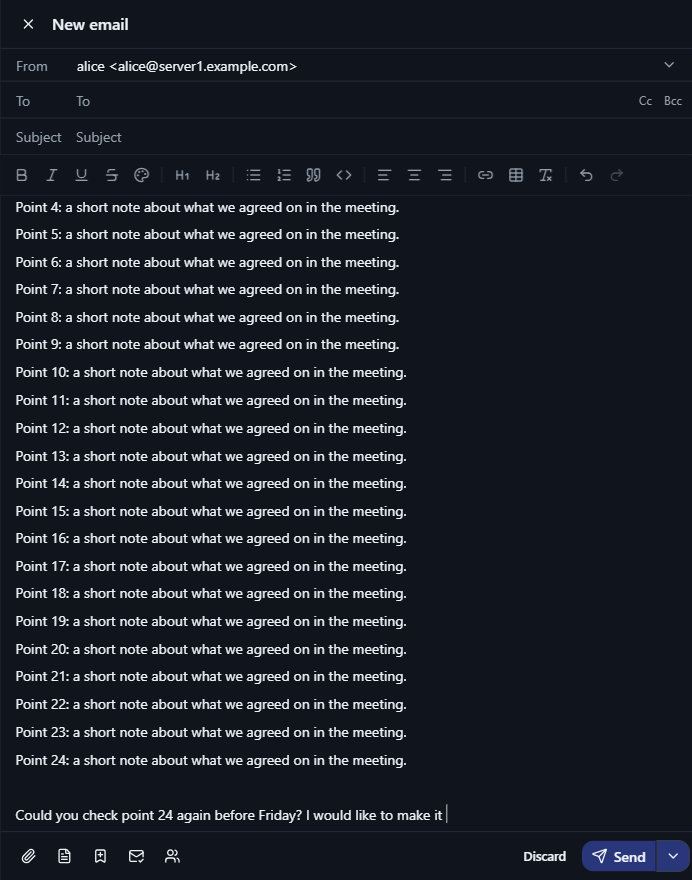 New email
From alice <alice@server1.example.com>
To To Cc Bcc
Subject Subject
B I U S H1 H2
Point 4: a short note about what we agreed on in the meeting.
Point 5: a short note about what we agreed on in the meeting.
Point 6: a short note about what we agreed on in the meeting.
Point 7: a short note about what we agreed on in the meeting.
Point 8: a short note about what we agreed on in the meeting.
Point 9: a short note about what we agreed on in the meeting.
Point 10: a short note about what we agreed on in the meeting.
Point 11: a short note about what we agreed on in the meeting.
Point 12: a short note about what we agreed on in the meeting.
Point 13: a short note about what we agreed on in the meeting.
Point 14: a short note about what we agreed on in the meeting.
Point 15: a short note about what we agreed on in the meeting.
Point 16: a short note about what we agreed on in the meeting.
Point 17: a short note about what we agreed on in the meeting.
Point 18: a short note about what we agreed on in the meeting.
Point 19: a short note about what we agreed on in the meeting.
Point 20: a short note about what we agreed on in the meeting.
Point 21: a short note about what we agreed on in the meeting.
Point 22: a short note about what we agreed on in the meeting.
Point 23: a short note about what we agreed on in the meeting.
Point 24: a short note about what we agreed on in the meeting.
Could you check point 24 again before Friday? I would like to make it
Discard Send